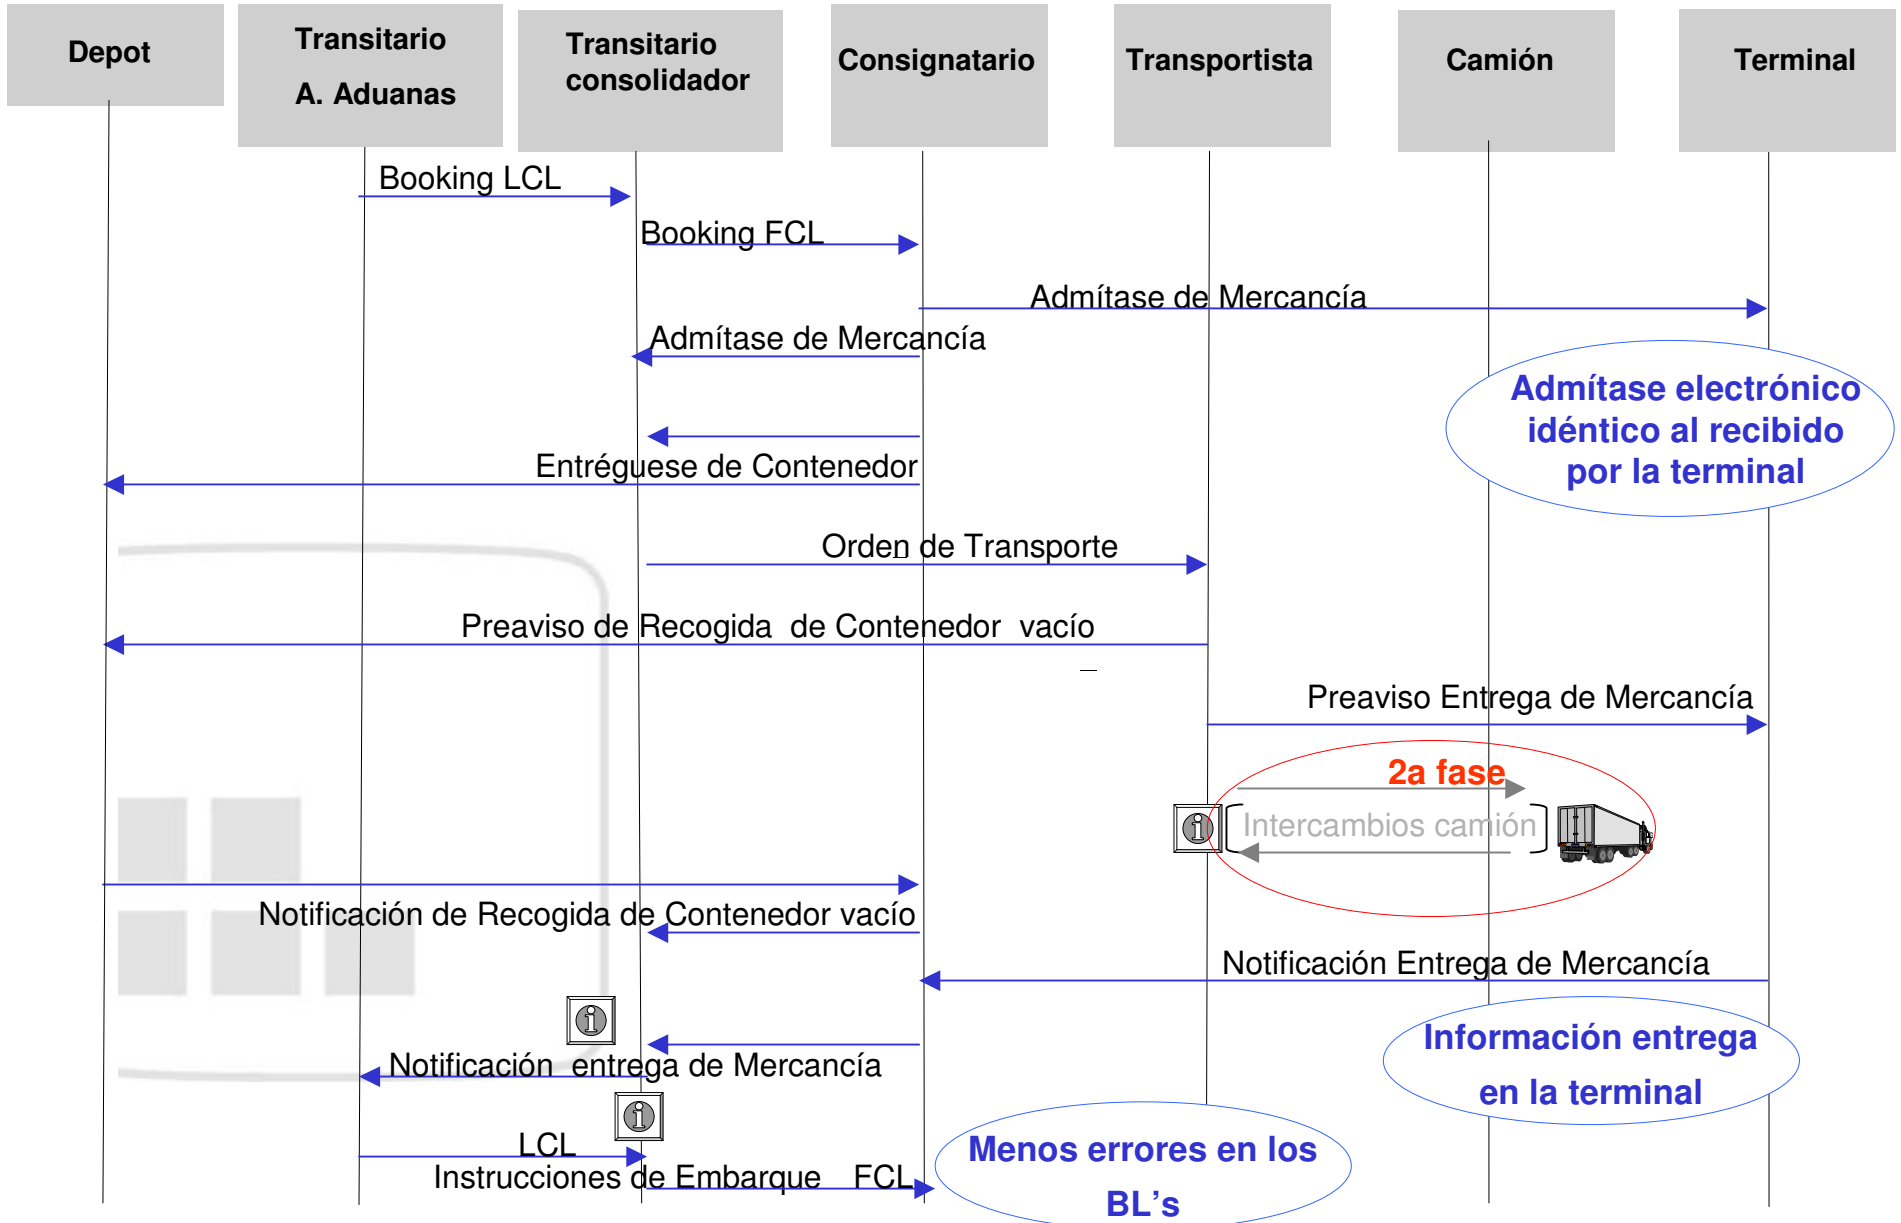 Depot
Transitario
A. Aduanas
Transitario
consolidador
Consignatario
Transportista
Camión
Terminal
Booking LCL
Booking FCL
Admítase de Mercancía
Admítase de Mercancía
Admítase electrónico
idéntico al recibido
por la terminal
Entréguese de Contenedor
Orden de Transporte
Preaviso de Recogida de Contenedor vacío
Preaviso Entrega de Mercancía
2a fase
Intercambios camión
Notificación de Recogida de Contenedor vacío
Notificación Entrega de Mercancía
Información entrega
en la terminal
Notificación entrega de Mercancía
LCL
Instrucciones de Embarque FCL
Menos errores en los
BL's